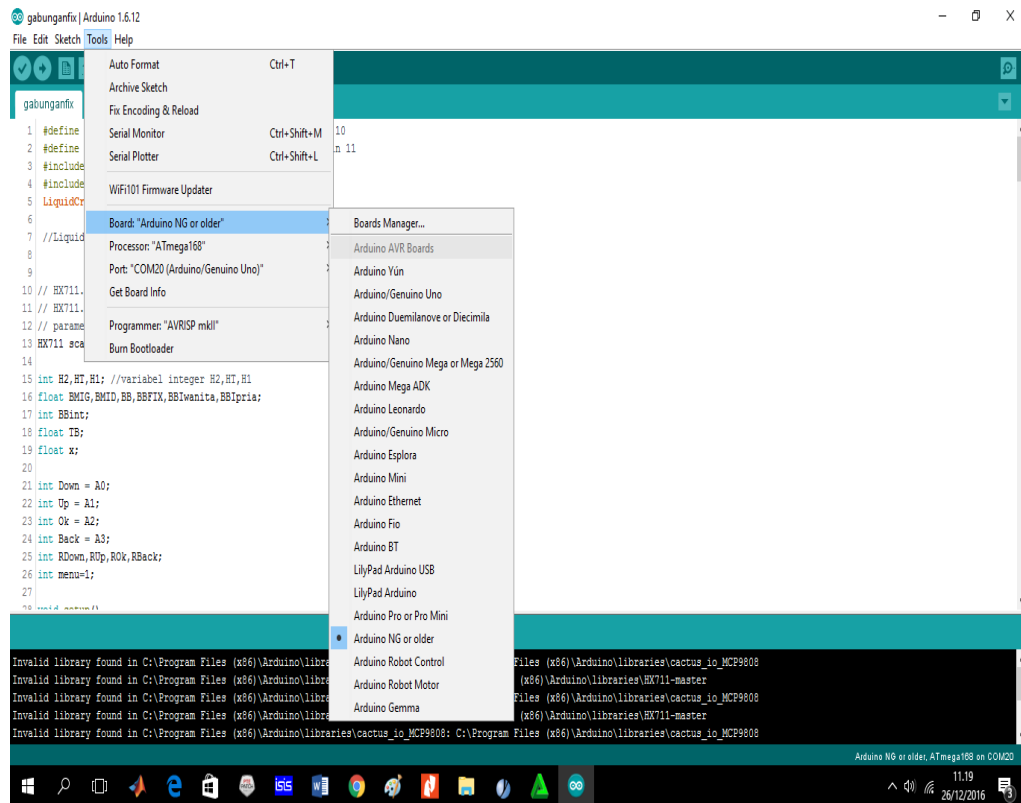 gabunganfix | Arduino 1.6.12
File Edit Sketch Tools Help
gabunganfix
Auto Format Ctrl+T
Archive Sketch
Fix Encoding & Reload
Serial Monitor Ctrl+Shift+M
Serial Plotter Ctrl+Shift+L
WiFi101 Firmware Updater
Board: "Arduino NG or older"
Processor: "ATmega168"
Port: "COM20 (Arduino/Genuino Uno)"
Get Board Info
Programmer: "AVRISP mkII"
Burn Bootloader
Boards Manager...
Arduino AVR Boards
Arduino Yún
Arduino/Genuino Uno
Arduino Duemilanove or Diecimila
Arduino Nano
Arduino/Genuino Mega or Mega 2560
Arduino Mega ADK
Arduino Leonardo
Arduino/Genuino Micro
Arduino Esplora
Arduino Mini
Arduino Ethernet
Arduino Fio
Arduino BT
LilyPad Arduino USB
LilyPad Arduino
Arduino Pro or Pro Mini
Arduino NG or older
Arduino Robot Control
Arduino Robot Motor
Arduino Gemma
1 #define 10
2 #define n 11
3 #include
4 #include
5 LiquidCr
6
7 //Liquid
8
9
10 // HX711.
11 // HX711.
12 // parame
13 HX711 sca
14
15 int H2,HT,H1; //variabel integer H2,HT,H1
16 float BMIG,BMID,BB,BBFIX,BBIwanita,BBIpria;
17 int BBint;
18 float TB;
19 float x;
20
21 int Down = A0;
22 int Up = A1;
23 int Ok = A2;
24 int Back = A3;
25 int RDown,RUp,ROk,RBack;
26 int menu=1;
27
28 void setup()
Invalid library found in C:\Program Files (x86)\Arduino\libra Files (x86)\Arduino\libraries\cactus_io_MCP9808
Invalid library found in C:\Program Files (x86)\Arduino\libra (x86)\Arduino\libraries\HX711-master
Invalid library found in C:\Program Files (x86)\Arduino\libra Files (x86)\Arduino\libraries\cactus_io_MCP9808
Invalid library found in C:\Program Files (x86)\Arduino\libra (x86)\Arduino\libraries\HX711-master
Invalid library found in C:\Program Files (x86)\Arduino\libraries\cactus_io_MCP9808: C:\Program Files (x86)\Arduino\libraries\cactus_io_MCP9808
Arduino NG or older, ATmega168 on COM20
isis
11.19
26/12/2016
3